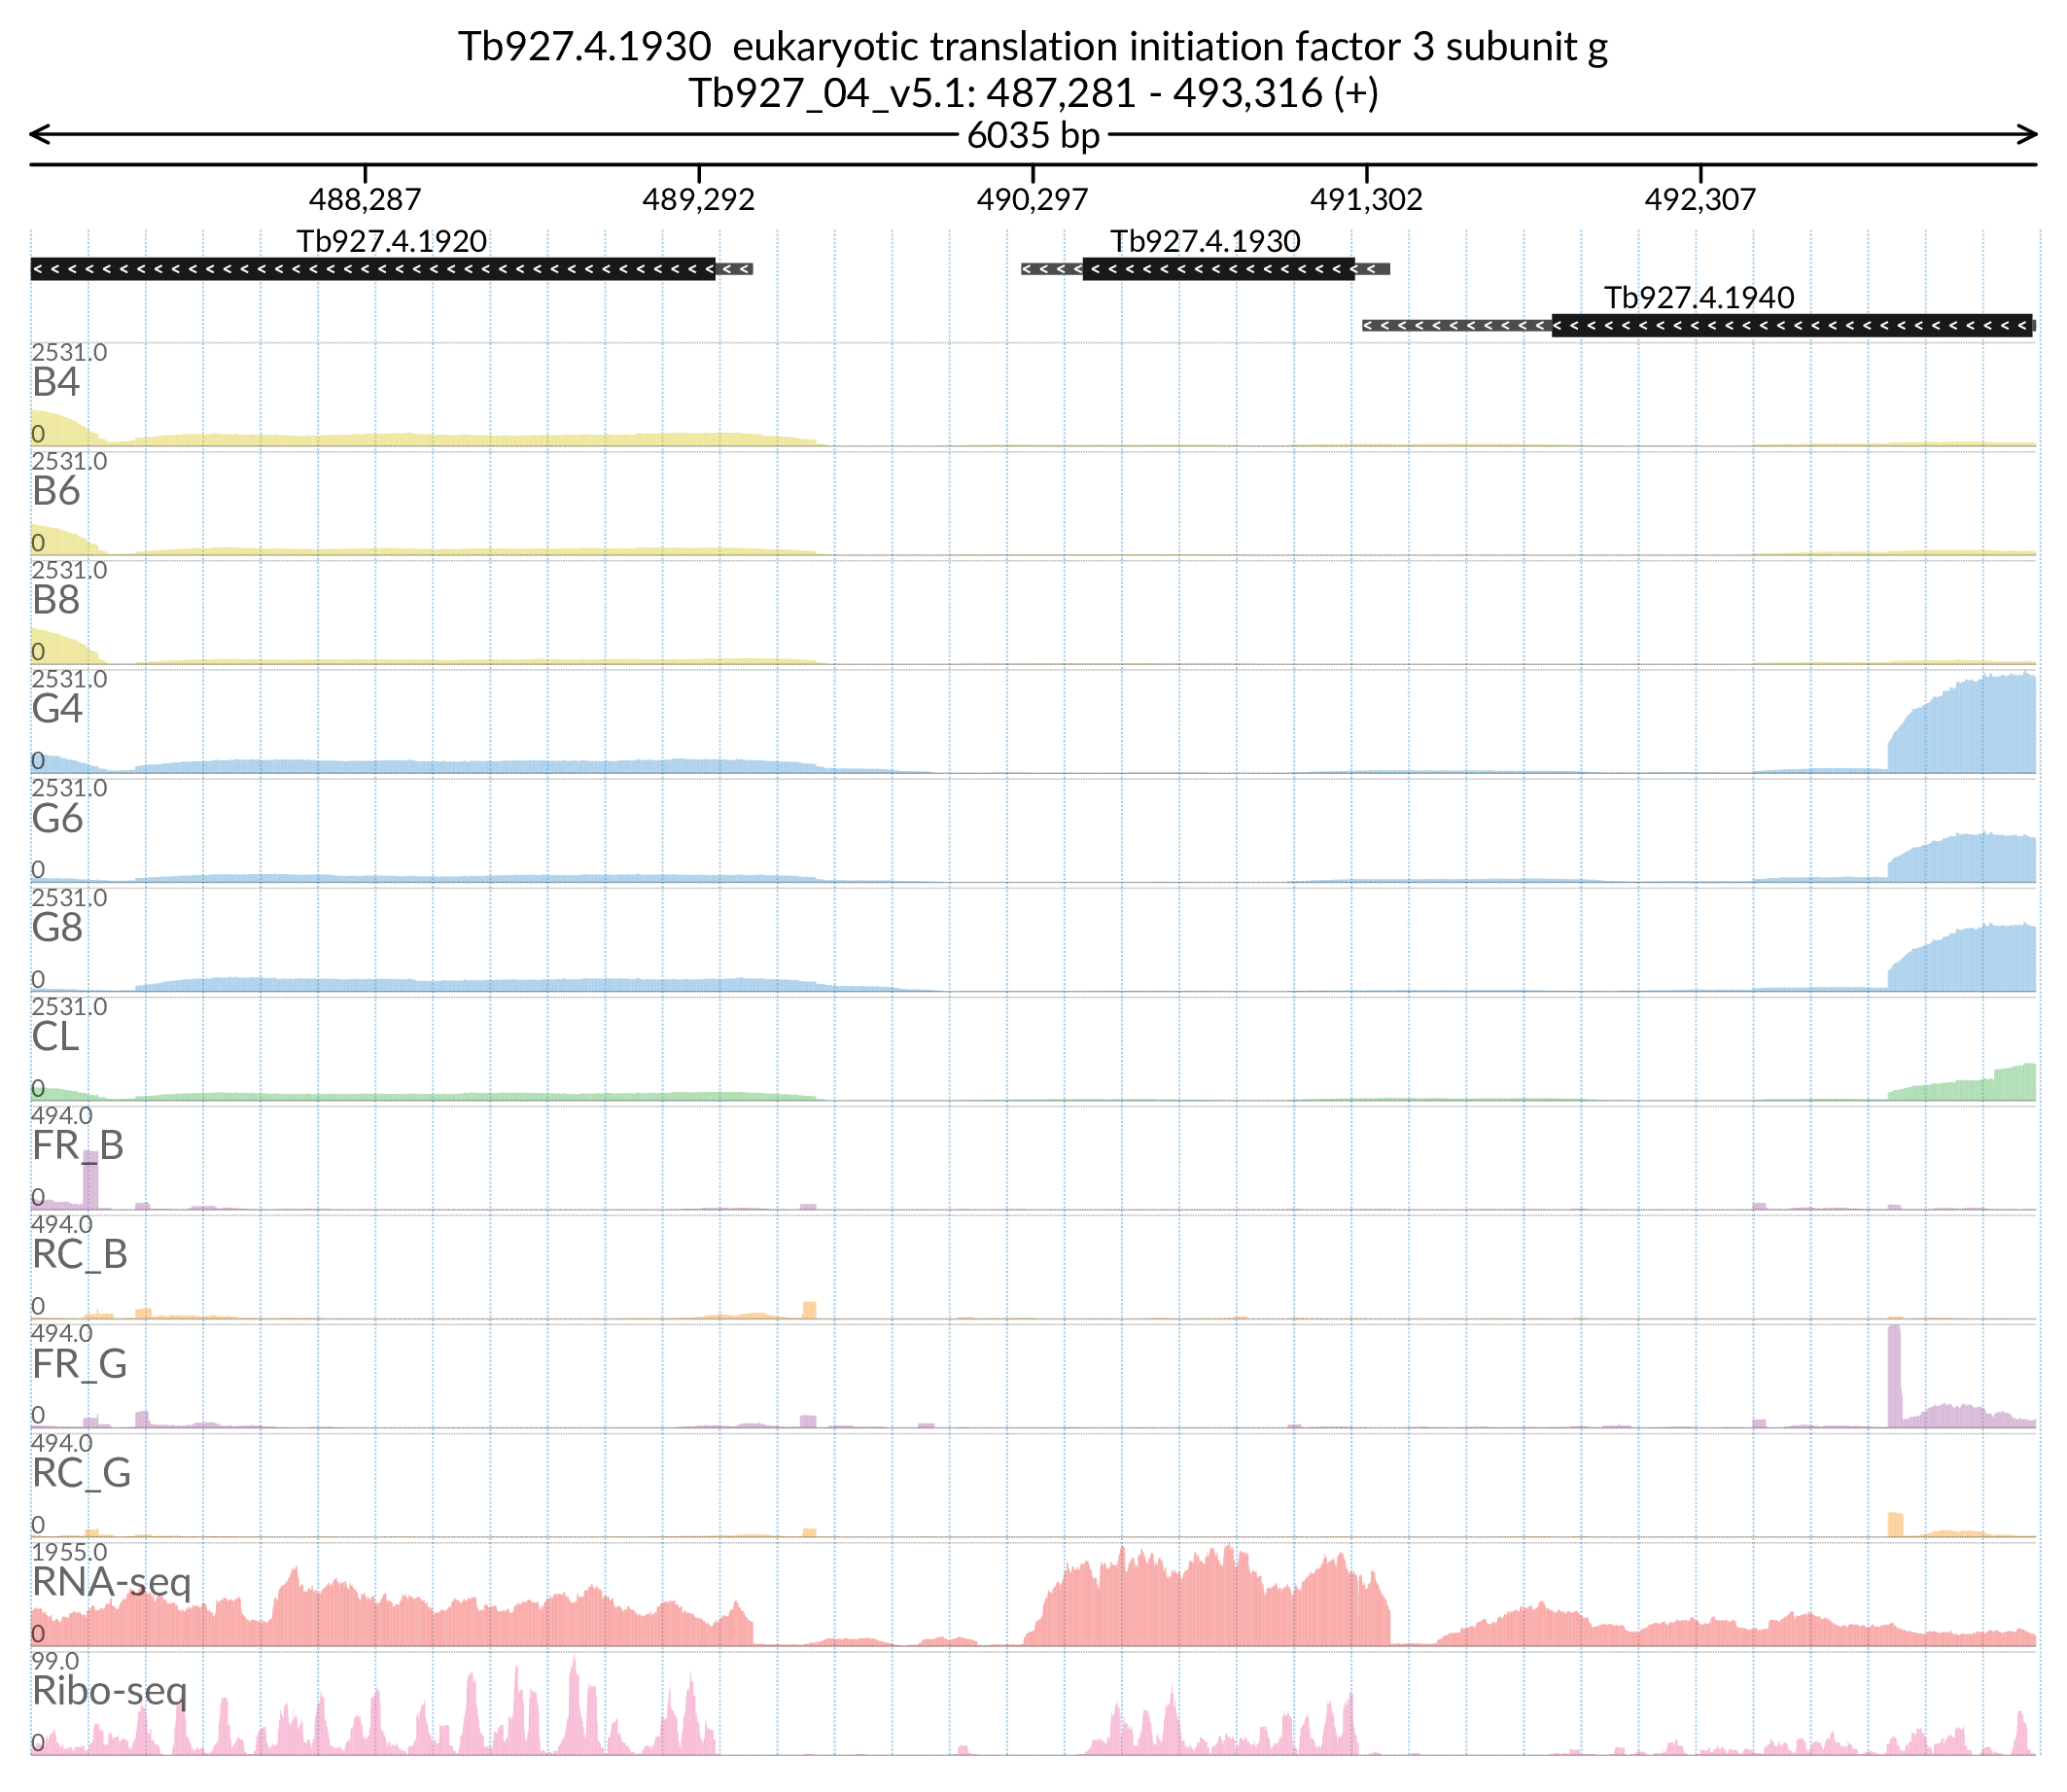 Tb927.4.1930  eukaryotic translation initiation factor 3 subunit g
Tb927_04_v5.1: 487,281 - 493,316 (+)
6035 bp
488,287 489,292 490,297 491,302 492,307
Tb927.4.1920 Tb927.4.1930
Tb927.4.1940
2531.0
B4
0
2531.0
B6
0
2531.0
B8
0
2531.0
G4
0
2531.0
G6
0
2531.0
G8
0
2531.0
CL
0
494.0
FR_B
0
494.0
RC_B
0
494.0
FR_G
0
494.0
RC_G
0
1955.0
RNA-seq
0
99.0
Ribo-seq
0